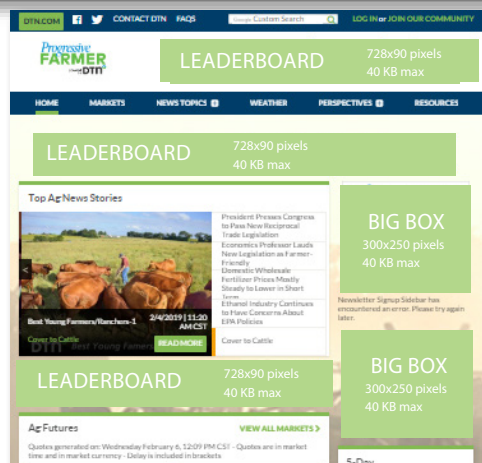 DTN.COM CONTACT DTN FAQS Google Custom Search LOG IN or JOIN OUR COMMUNITY
Progressive
FARMER
DTN
LEADERBOARD 728x90 pixels
40 KB max
HOME MARKETS NEWS TOPICS WEATHER PERSPECTIVES RESOURCES
LEADERBOARD 728x90 pixels
40 KB max
Top Ag News Stories
President Presses Congress
to Pass New Reciprocal
Trade Legislation
Economics Professor Lauds
New Legislation as Farmer-
Friendly
Domestic Wholesale
Fertilizer Prices Mostly
Steady to Lower in Short
Term
Ethanol Industry Continues
to Have Concerns About
EPA Policies
Cover to Cattle
Best Young Farmers/Ranchers-1 2/4/2019 | 11:20
AM CST
Cover to Cattle READ MORE
DTN Best Young Farmers
BIG BOX
300x250 pixels
40 KB max
Newsletter Signup Sidebar has
encountered an error. Please try again
later.
BIG BOX
300x250 pixels
40 KB max
LEADERBOARD 728x90 pixels
40 KB max
Ag Futures VIEW ALL MARKETS >
Quotes generated on: Wednesday February 6, 12:09 PM CST - Quotes are in market
time and in market currency - Delay is included in brackets
5-Day